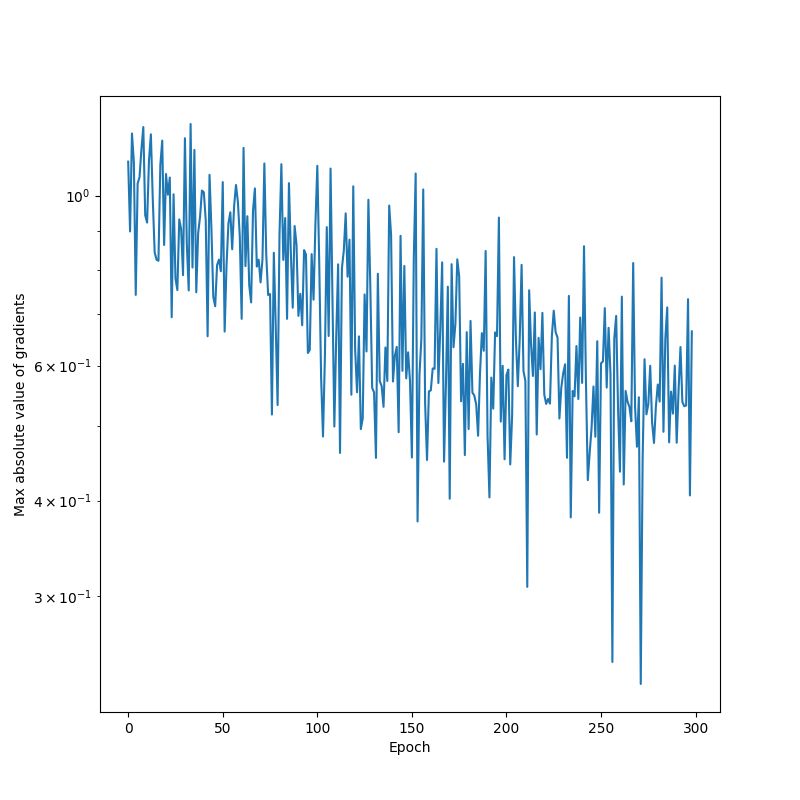 Max absolute value of gradients
10⁰
6 × 10⁻¹
4 × 10⁻¹
3 × 10⁻¹
0 50 100 150 200 250 300
Epoch